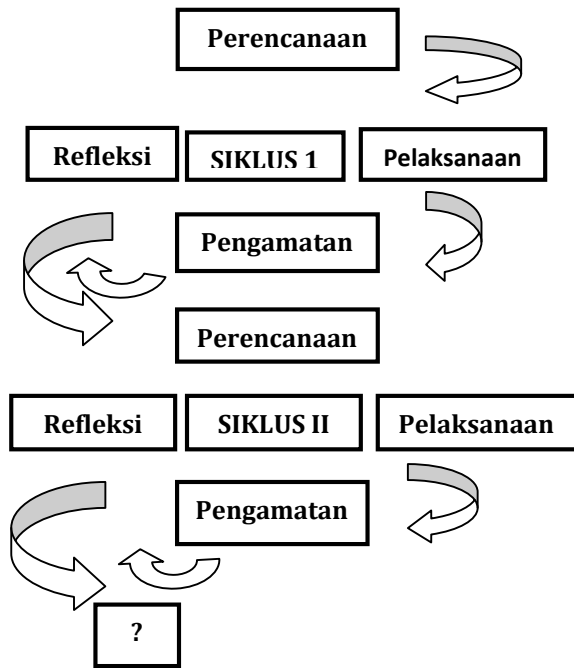 Perencanaan
Refleksi SIKLUS 1 Pelaksanaan
Pengamatan
Perencanaan
Refleksi SIKLUS II Pelaksanaan
Pengamatan
?